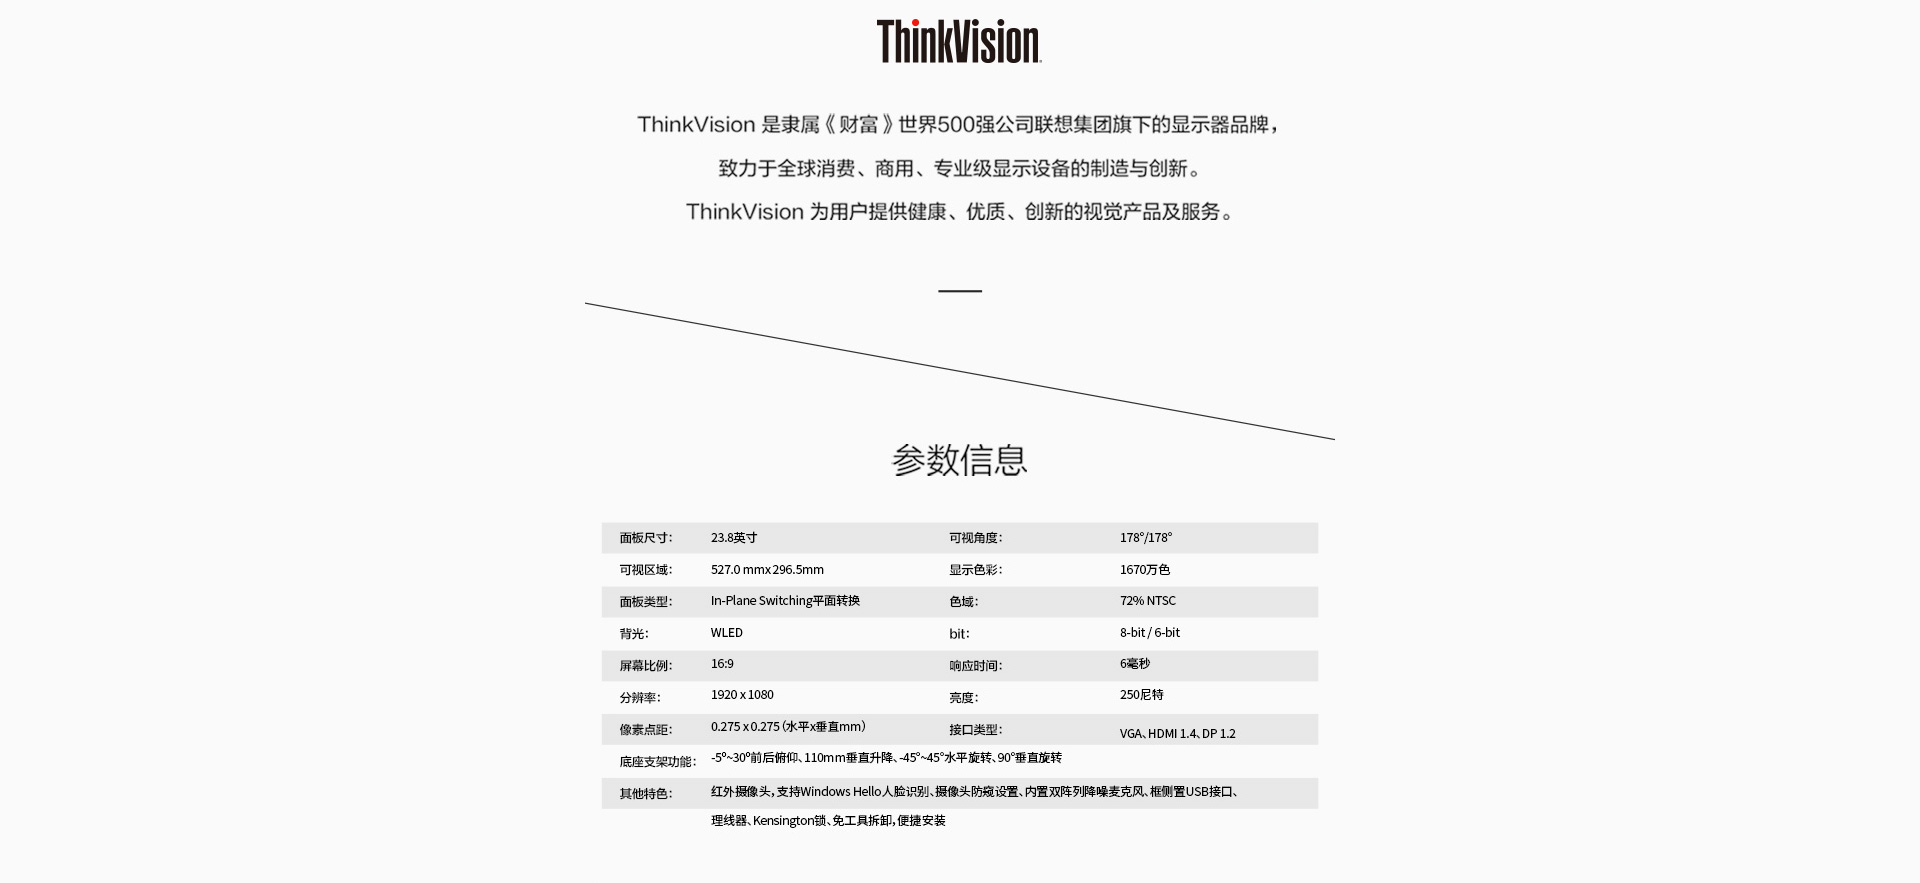 ThinkVision
ThinkVision 是隶属《财富》世界500强公司联想集团旗下的显示器品牌，
致力于全球消费、商用、专业级显示设备的制造与创新。
ThinkVision 为用户提供健康、优质、创新的视觉产品及服务。
参数信息
面板尺寸： 23.8英寸 可视角度： 178°/178°
可视区域： 527.0 mmx 296.5mm 显示色彩： 1670万色
面板类型： In-Plane Switching平面转换 色域： 72% NTSC
背光： WLED bit： 8-bit / 6-bit
屏幕比例： 16:9 响应时间： 6毫秒
分辨率： 1920 x 1080 亮度： 250尼特
像素点距： 0.275 x 0.275（水平x垂直mm） 接口类型： VGA、HDMI 1.4、DP 1.2
底座支架功能： -5°~30°前后俯仰、110mm垂直升降、-45°~45°水平旋转、90°垂直旋转
其他特色： 红外摄像头，支持Windows Hello人脸识别、摄像头防窥设置、内置双阵列降噪麦克风、框侧置USB接口、
理线器、Kensington锁、免工具拆卸，便捷安装